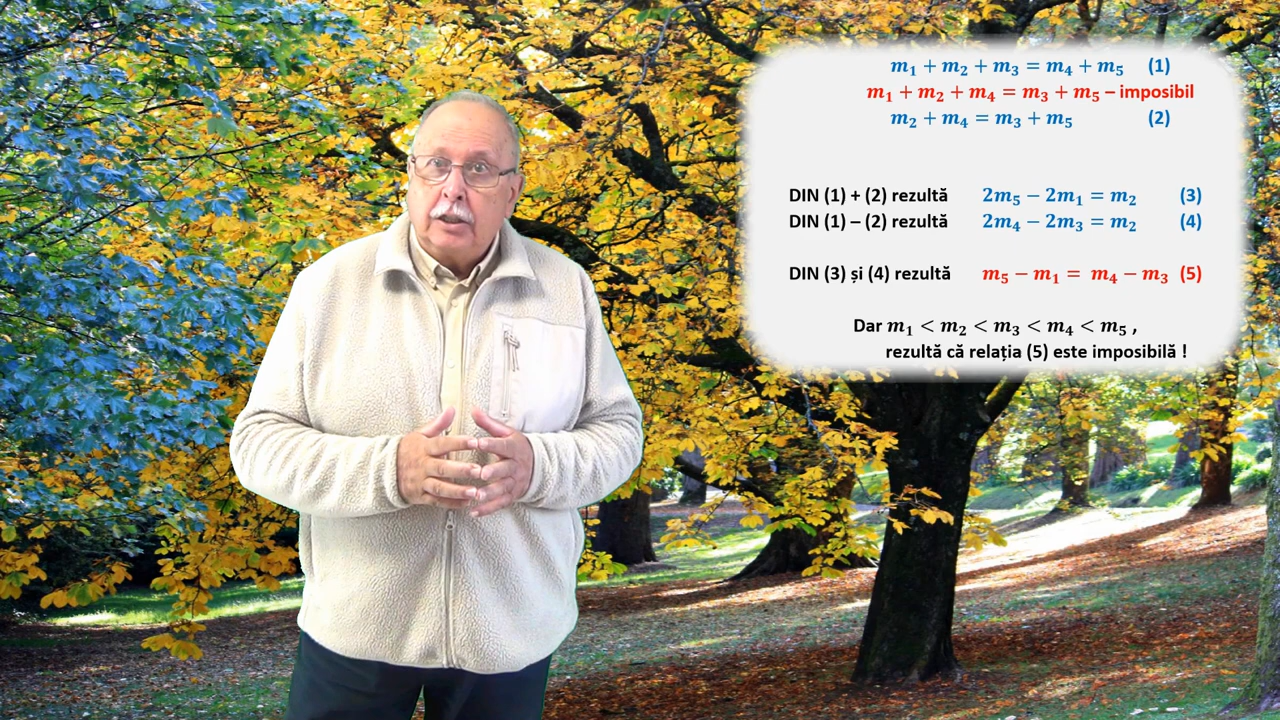 m₁ + m₂ + m₃ = m₄ + m₅ (1)
m₁ + m₂ + m₄ = m₃ + m₅ – imposibil
m₂ + m₄ = m₃ + m₅ (2)
DIN (1) + (2) rezultă 2m₅ − 2m₁ = m₂ (3)
DIN (1) – (2) rezultă 2m₄ − 2m₃ = m₂ (4)
DIN (3) și (4) rezultă m₅ − m₁ = m₄ − m₃ (5)
Dar m₁ < m₂ < m₃ < m₄ < m₅ ,
rezultă că relația (5) este imposibilă !